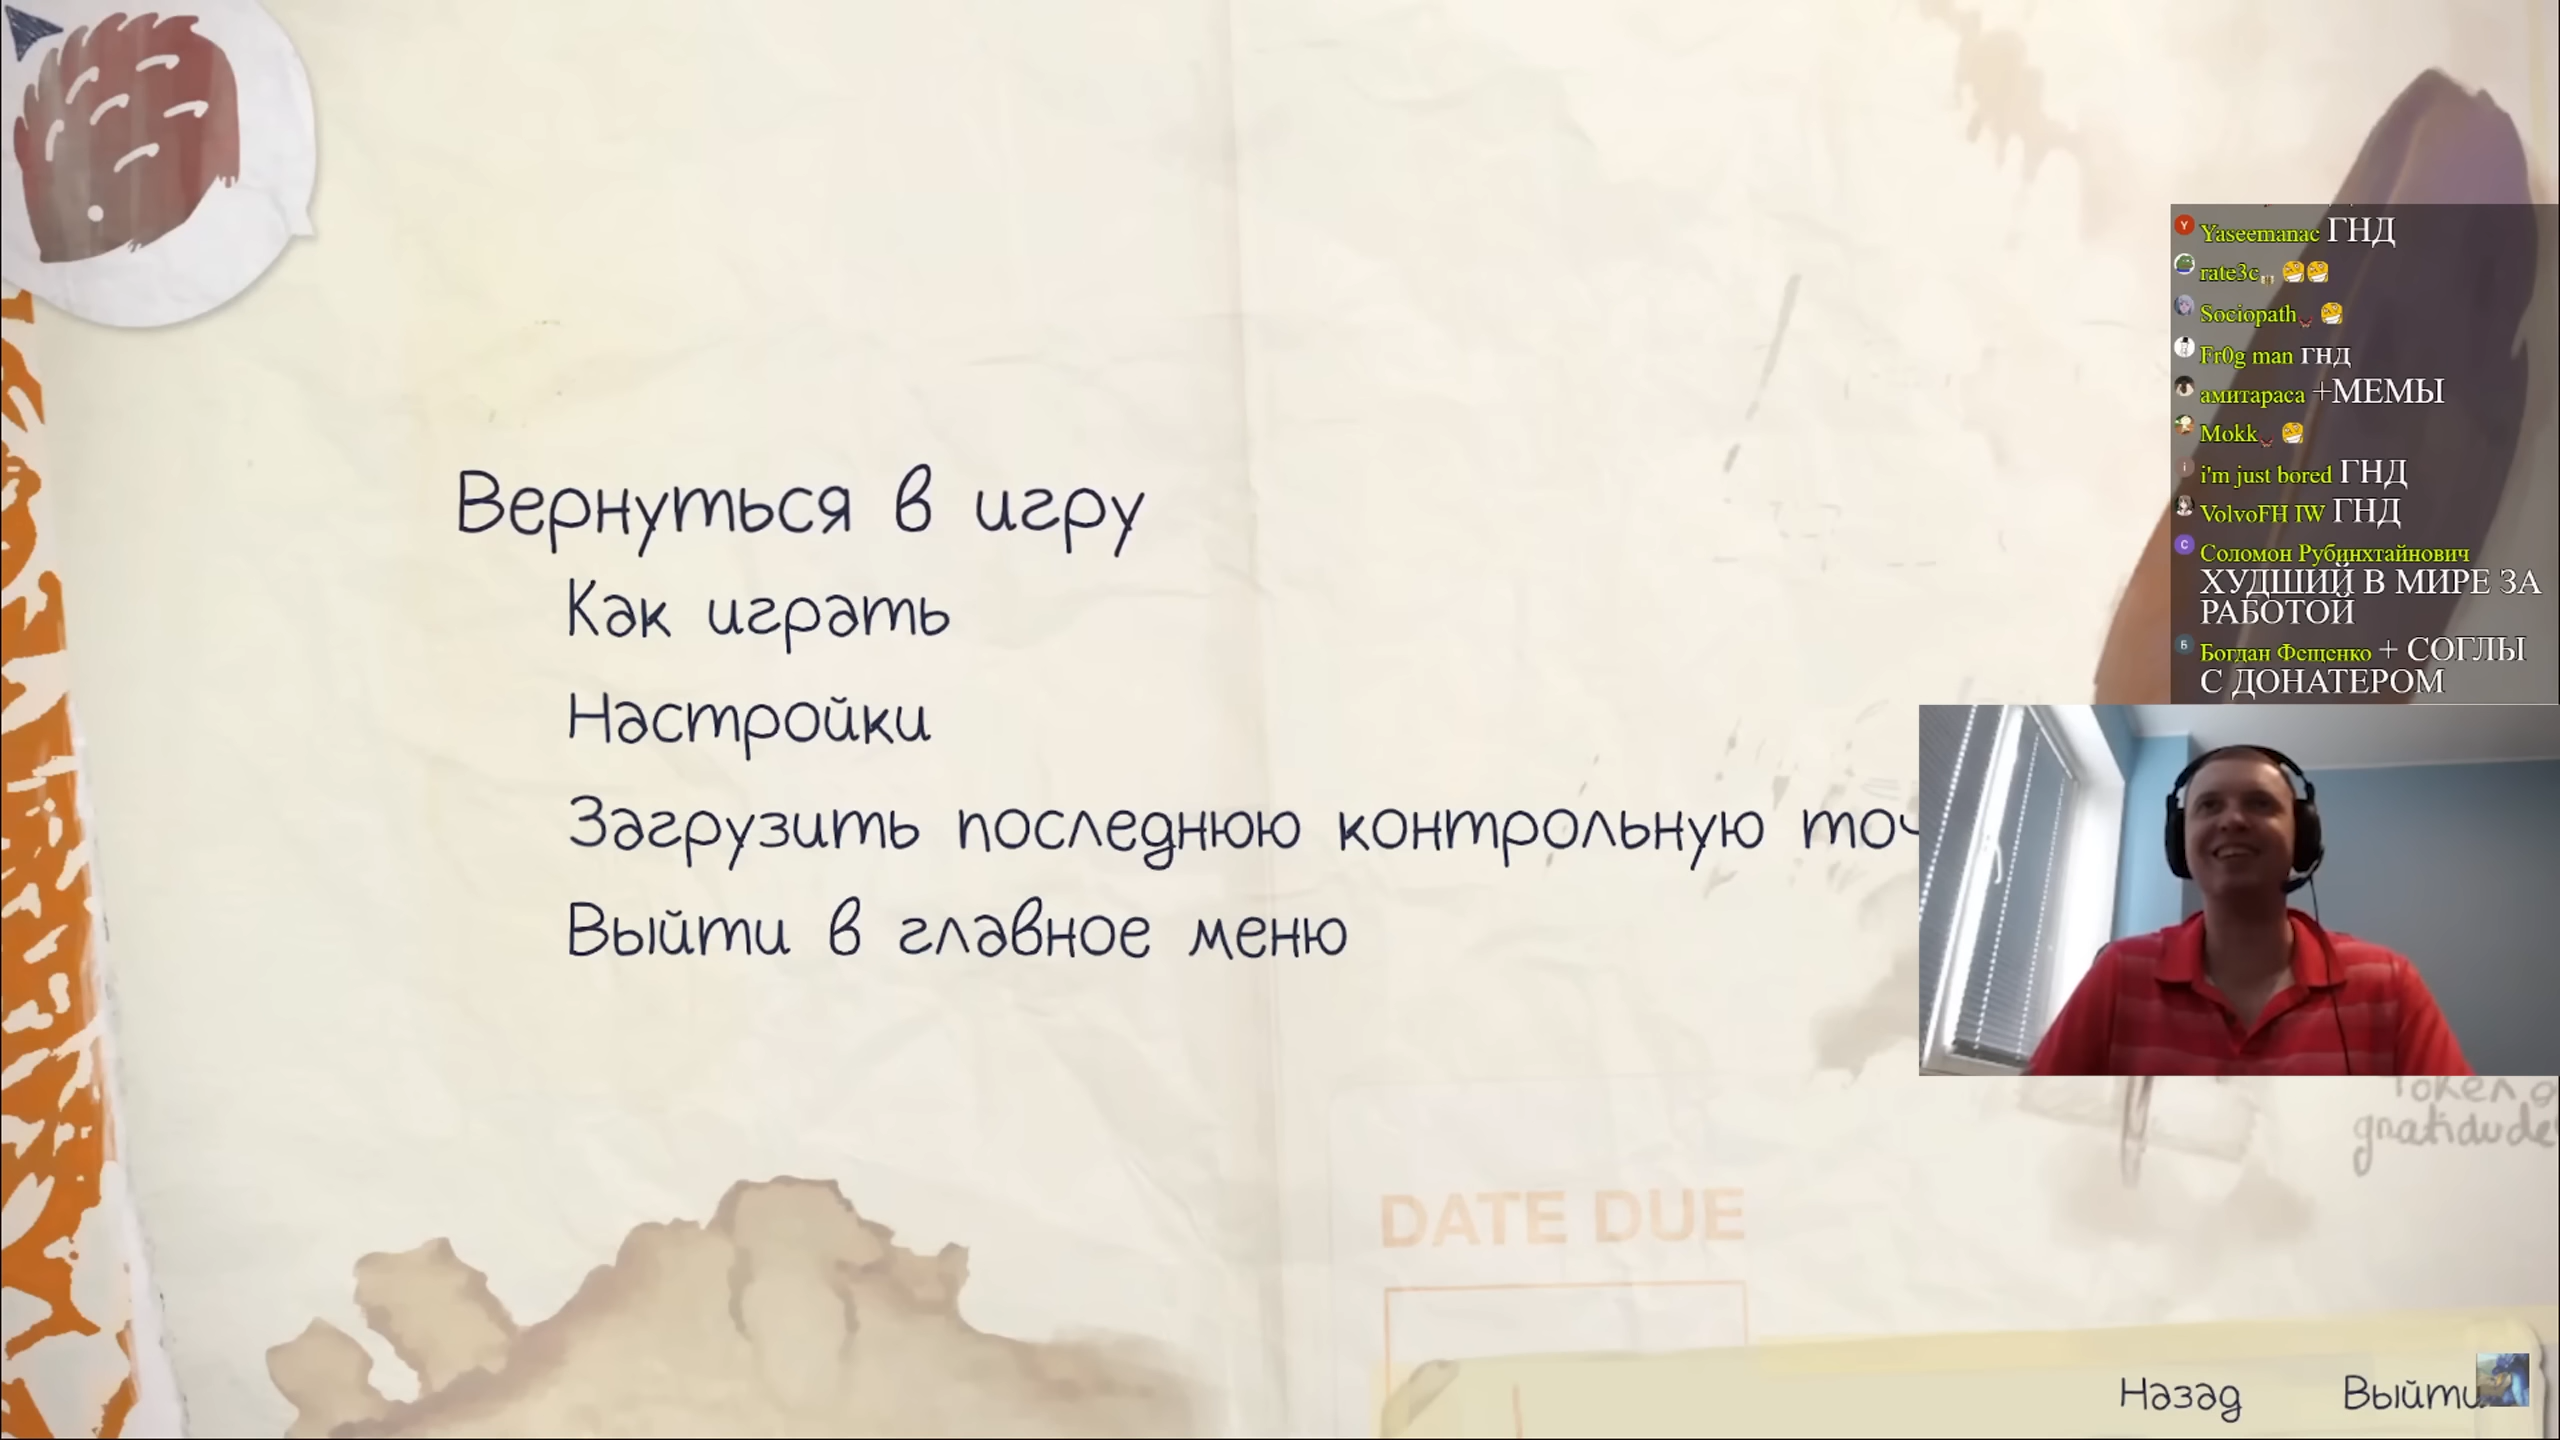 Yaseemanac ГНД
rate3c
Sociopath
Fr0g man ГНД
амитараса +МЕМЫ
Mokk
i'm just bored ГНД
VolvoFH IW ГНД
Соломон Рубинхтайнович
ХУДШИЙ В МИРЕ ЗА
РАБОТОЙ
Богдан Фещенко + СОГЛЫ
С ДОНАТЕРОМ
Вернуться в игру
Как играть
Настройки
Загрузить последнюю контрольную
Выйти в главное меню
gratidude
DATE DUE
Назад Выйти